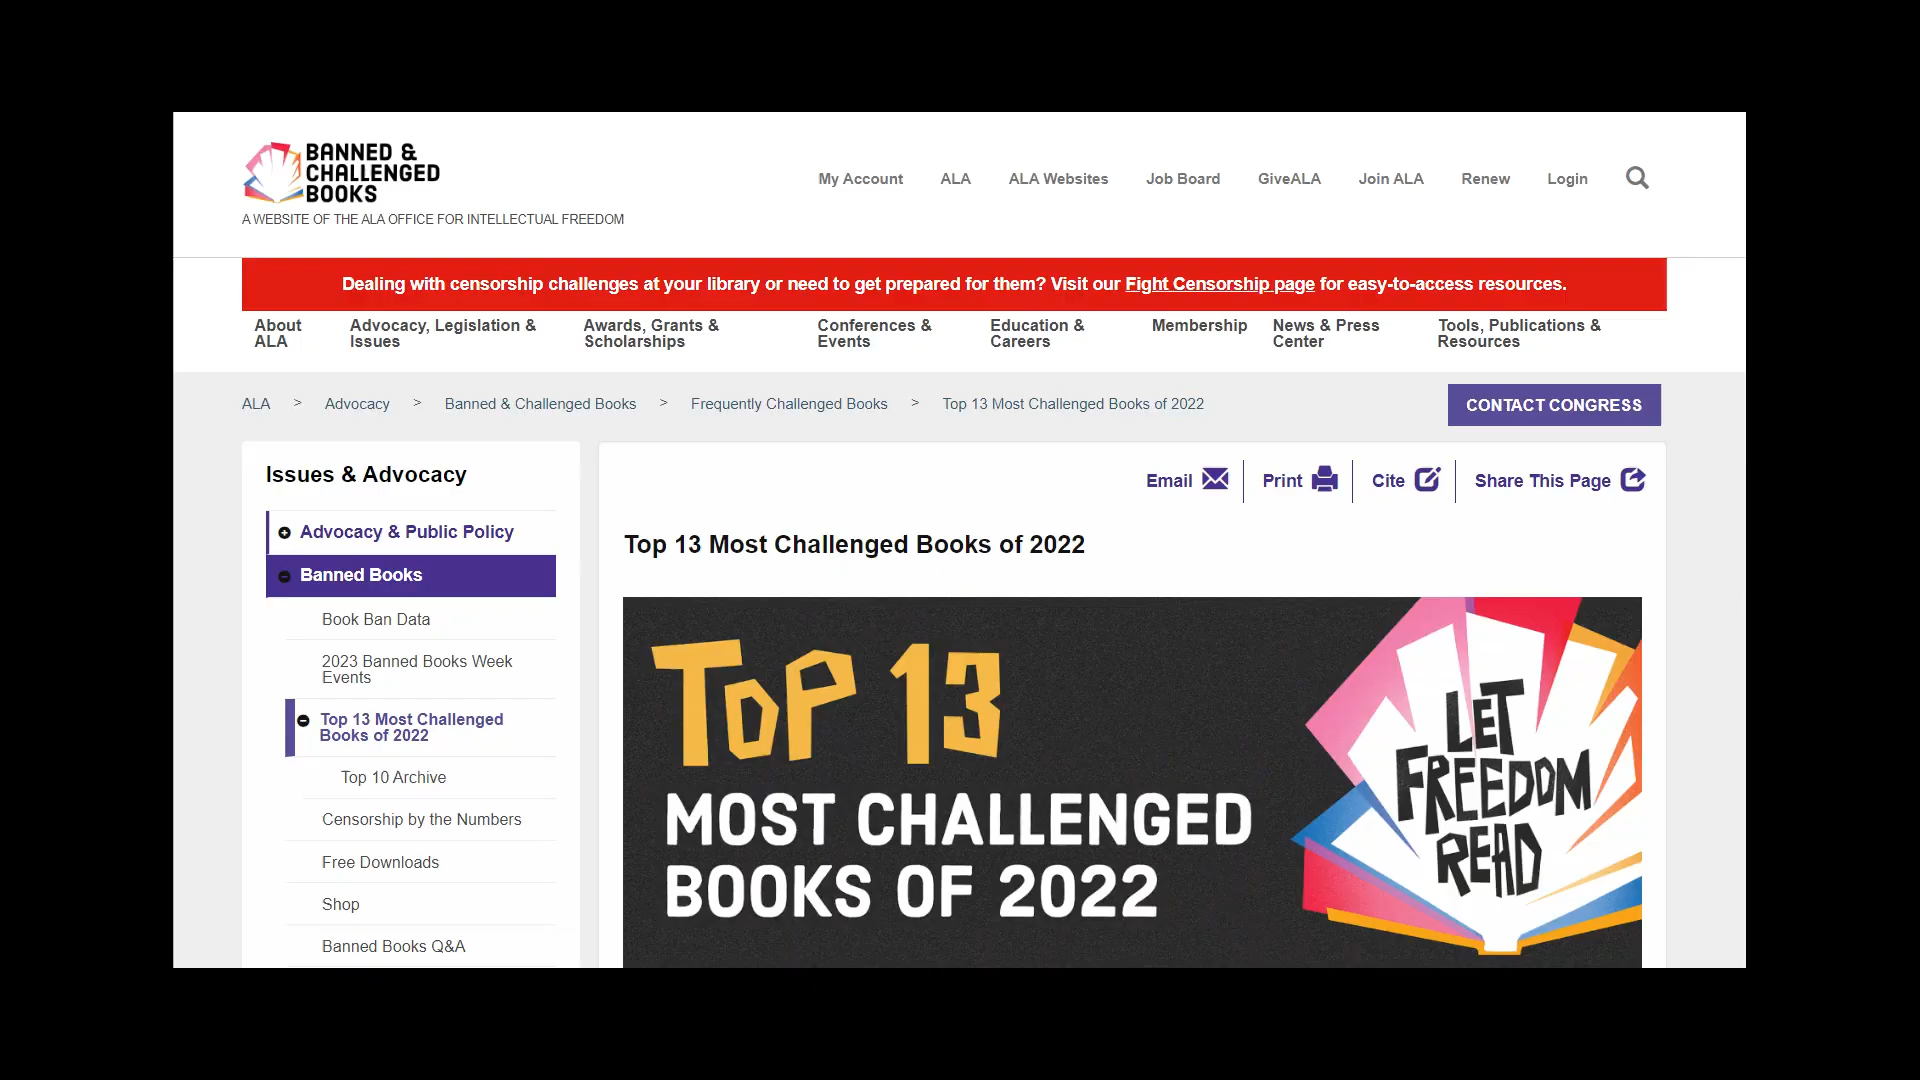 BANNED &
CHALLENGED
BOOKS
A WEBSITE OF THE ALA OFFICE FOR INTELLECTUAL FREEDOM
My Account ALA ALA Websites Job Board GiveALA Join ALA Renew Login
Dealing with censorship challenges at your library or need to get prepared for them? Visit our Fight Censorship page for easy-to-access resources.
About
ALA
Advocacy, Legislation &
Issues
Awards, Grants &
Scholarships
Conferences &
Events
Education &
Careers
Membership
News & Press
Center
Tools, Publications &
Resources
ALA > Advocacy > Banned & Challenged Books > Frequently Challenged Books > Top 13 Most Challenged Books of 2022
CONTACT CONGRESS
Issues & Advocacy
Advocacy & Public Policy
Banned Books
Book Ban Data
2023 Banned Books Week
Events
Top 13 Most Challenged
Books of 2022
Top 10 Archive
Censorship by the Numbers
Free Downloads
Shop
Banned Books Q&A
Email Print Cite Share This Page
Top 13 Most Challenged Books of 2022
TOP 13
MOST CHALLENGED
BOOKS OF 2022
LET
FREEDOM
READ